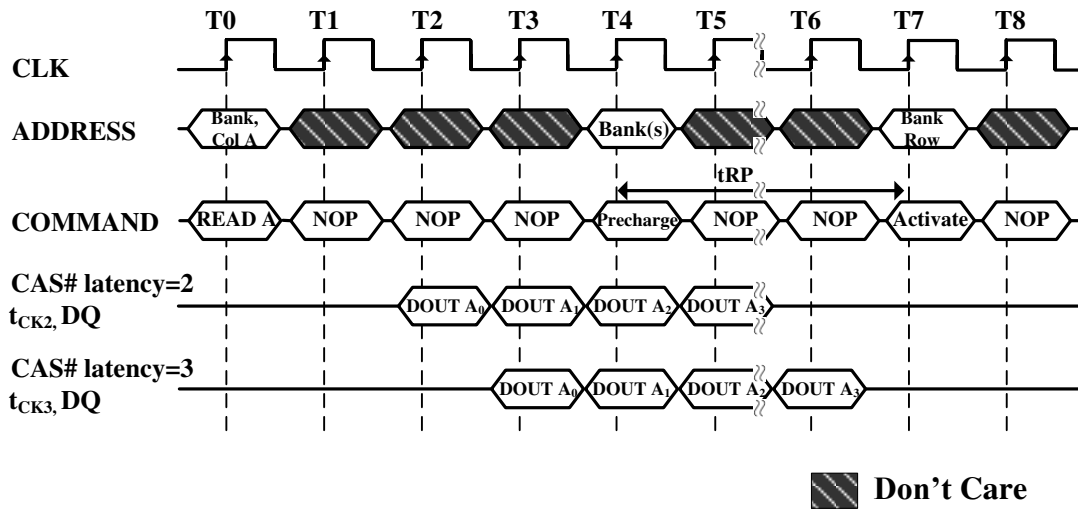 T0 T1 T2 T3 T4 T5 T6 T7 T8
CLK
ADDRESS Bank, Col A Bank(s) Bank Row
tRP
COMMAND READ A NOP NOP NOP Precharge NOP NOP Activate NOP
CAS# latency=2
tCK2, DQ DOUT A0 DOUT A1 DOUT A2 DOUT A3
CAS# latency=3
tCK3, DQ DOUT A0 DOUT A1 DOUT A2 DOUT A3
Don't Care